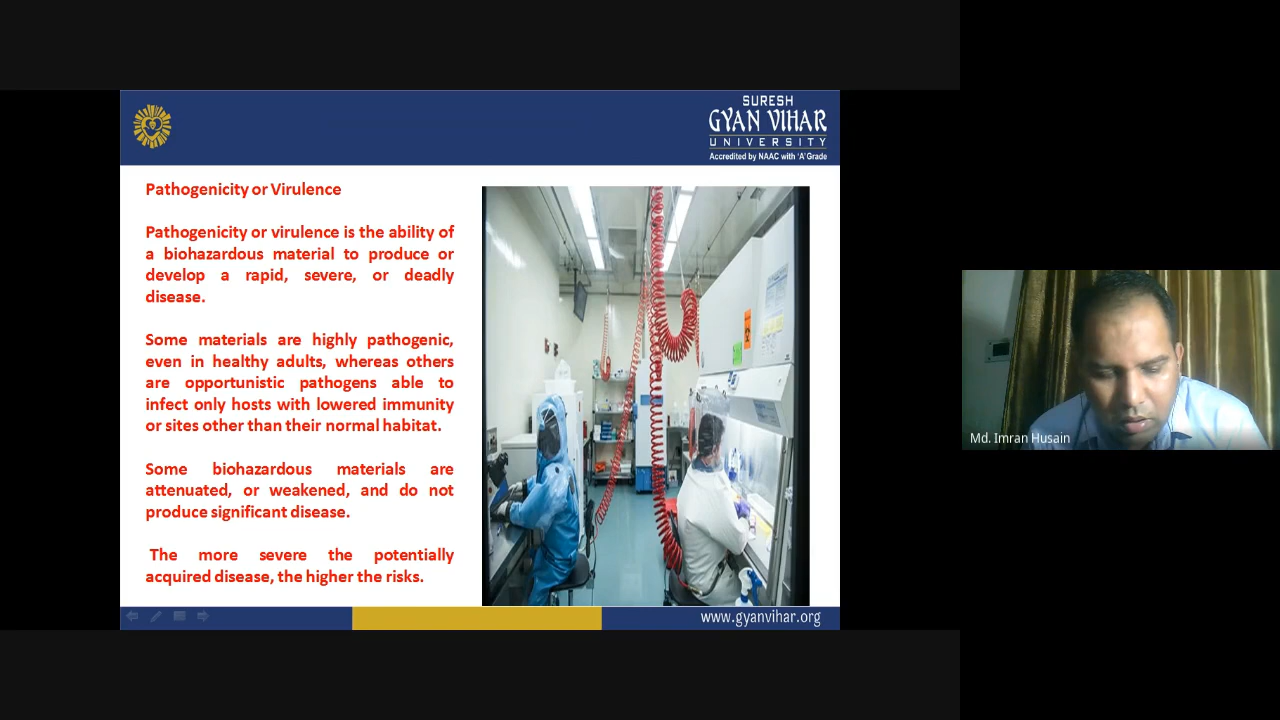 SURESH
GYAN VIHAR
UNIVERSITY
Accredited by NAAC with 'A' Grade
Pathogenicity or Virulence
Pathogenicity or virulence is the ability of
a biohazardous material to produce or
develop a rapid, severe, or deadly
disease.
Some materials are highly pathogenic,
even in healthy adults, whereas others
are opportunistic pathogens able to
infect only hosts with lowered immunity
or sites other than their normal habitat.
Some biohazardous materials are
attenuated, or weakened, and do not
produce significant disease.
The more severe the potentially
acquired disease, the higher the risks.
www.gyanvihar.org
Md. Imran Husain